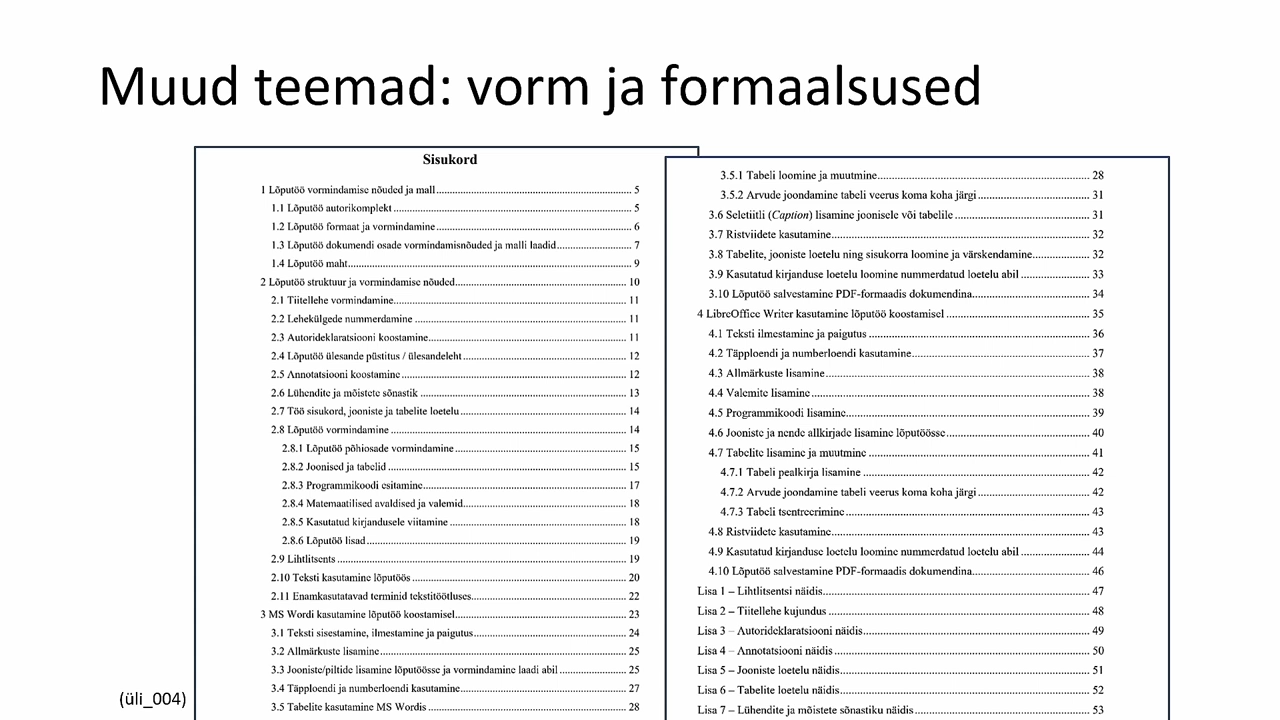 Muud teemad: vorm ja formaalsused
Sisukord
1 Lõputöö vormindamise nõuded ja mall 5
1.1 Lõputöö autorikomplekt 5
1.2 Lõputöö formaat ja vormindamine 6
1.3 Lõputöö dokumendi osade vormindamisnõuded ja malli laadid 7
1.4 Lõputöö maht 9
2 Lõputöö struktuur ja vormindamise nõuded 10
2.1 Tiitellehe vormindamine 11
2.2 Lehekülgede nummerdamine 11
2.3 Autorideklaratsiooni koostamine 11
2.4 Lõputöö ülesande püstitus / ülesandeleht 12
2.5 Annotatsiooni koostamine 12
2.6 Lühendite ja mõistete sõnastik 13
2.7 Töö sisukord, jooniste ja tabelite loetelu 14
2.8 Lõputöö vormindamine 14
2.8.1 Lõputöö põhiosade vormindamine 15
2.8.2 Joonised ja tabelid 15
2.8.3 Programmikoodi esitamine 17
2.8.4 Matemaatilised avaldised ja valemid 18
2.8.5 Kasutatud kirjandusele viitamine 18
2.8.6 Lõputöö lisad 19
2.9 Lihtlitsents 19
2.10 Teksti kasutamine lõputöös 20
2.11 Enamkasutatavad terminid tekstitöötluses 22
3 MS Wordi kasutamine lõputöö koostamisel 23
3.1 Teksti sisestamine, ilmestamine ja paigutus 24
3.2 Allmärkuste lisamine 25
3.3 Jooniste/piltide lisamine lõputöösse ja vormindamine laadi abil 25
3.4 Täpploendi ja numberloendi kasutamine 27
3.5 Tabelite kasutamine MS Wordis 28
3.5.1 Tabeli loomine ja muutmine 28
3.5.2 Arvude joondamine tabeli veerus koma koha järgi 31
3.6 Seletiitli (Caption) lisamine joonisele või tabelile 31
3.7 Ristviidete kasutamine 32
3.8 Tabelite, jooniste loetelu ning sisukorra loomine ja värskendamine 32
3.9 Kasutatud kirjanduse loetelu loomine nummerdatud loetelu abil 33
3.10 Lõputöö salvestamine PDF-formaadis dokumendina 34
4 LibreOffice Writer kasutamine lõputöö koostamisel 35
4.1 Teksti ilmestamine ja paigutus 36
4.2 Täpploendi ja numberloendi kasutamine 37
4.3 Allmärkuste lisamine 38
4.4 Valemite lisamine 38
4.5 Programmikoodi lisamine 39
4.6 Jooniste ja nende allkirjade lisamine lõputöösse 40
4.7 Tabelite lisamine ja muutmine 41
4.7.1 Tabeli pealkirja lisamine 42
4.7.2 Arvude joondamine tabeli veerus koma koha järgi 42
4.7.3 Tabeli tsentreerimine 43
4.8 Ristviidete kasutamine 43
4.9 Kasutatud kirjanduse loetelu loomine nummerdatud loetelu abil 44
4.10 Lõputöö salvestamine PDF-formaadis dokumendina 46
Lisa 1 – Lihtlitsentsi näidis 47
Lisa 2 – Tiitellehe kujundus 48
Lisa 3 – Autorideklaratsiooni näidis 49
Lisa 4 – Annotatsiooni näidis 50
Lisa 5 – Jooniste loetelu näidis 51
Lisa 6 – Tabelite loetelu näidis 52
Lisa 7 – Lühendite ja mõistete sõnastiku näidis 53
(üli_004)